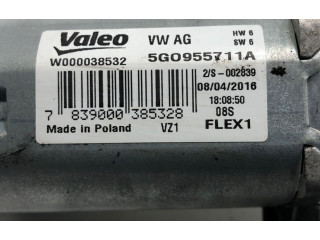 Valeo VW AG HW 6
SW 6
W000038532 5G0955711A
2/S-002839
08/04/2016
18:08:50
7 839000 385328 08S
Made in Poland VZ1 FLEX1